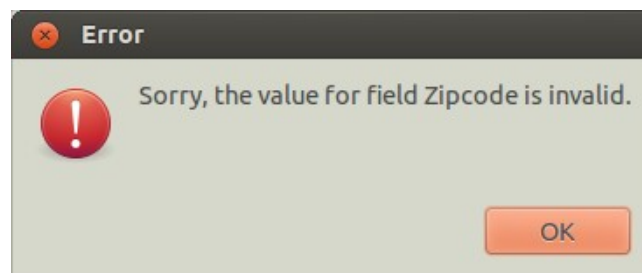 Error
Sorry, the value for field Zipcode is invalid.
OK